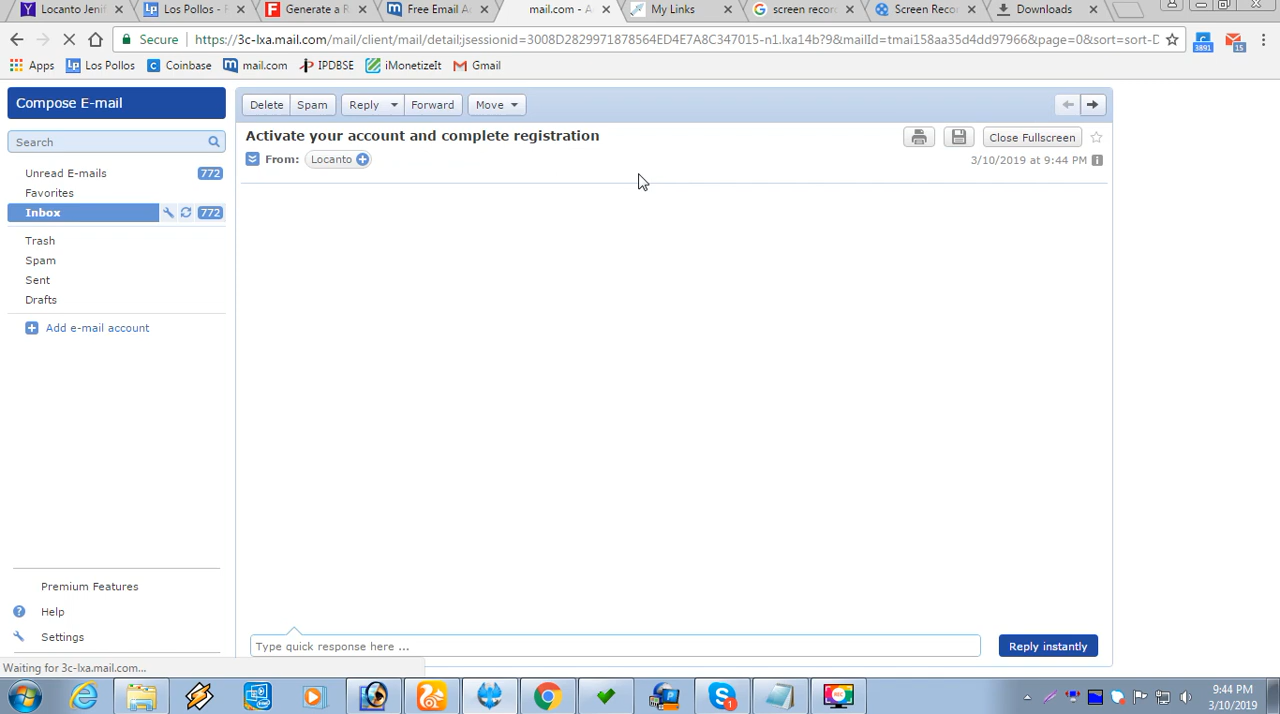 Locanto Jenif
Los Pollos - P
Generate a R
Free Email A
mail.com - A
My Links
screen record
Screen Recor
Downloads
Secure
https://3c-lxa.mail.com/mail/client/mail/detail;jsessionid=3008D2829971878564ED4E7A8C347015-n1.lxa14b?9&mailId=tmai158aa35d4dd97966&page=0&sort=sort-D
3891
15
Apps
Los Pollos
Coinbase
mail.com
IPDBSE
iMonetizeIt
Gmail
Compose E-mail
Delete
Spam
Reply
Forward
Move
Search
Activate your account and complete registration
Close Fullscreen
From: Locanto
3/10/2019 at 9:44 PM
Unread E-mails 772
Favorites
Inbox 772
Trash
Spam
Sent
Drafts
Add e-mail account
Premium Features
Help
Settings
Type quick response here ...
Reply instantly
Waiting for 3c-lxa.mail.com...
9:44 PM
3/10/2019